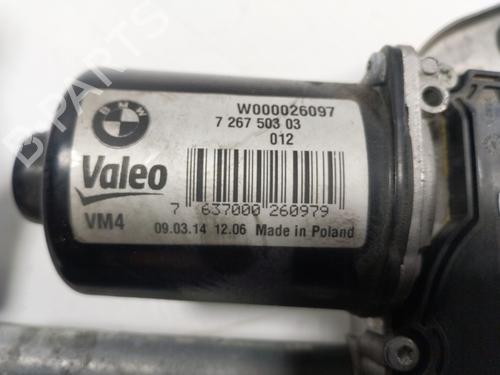 BMW
W000026097
7 267 503 03
012
Valeo
7 637000 260979
VM4
09.03.14 12.06 Made in Poland
B-PARTS